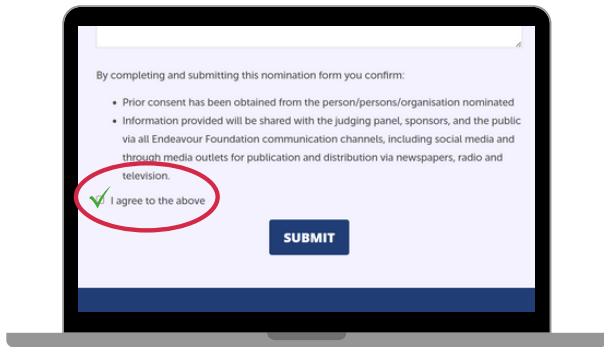 By completing and submitting this nomination form you confirm:
• Prior consent has been obtained from the person/persons/organisation nominated
• Information provided will be shared with the judging panel, sponsors, and the public
via all Endeavour Foundation communication channels, including social media and
through media outlets for publication and distribution via newspapers, radio and
television.
I agree to the above
SUBMIT